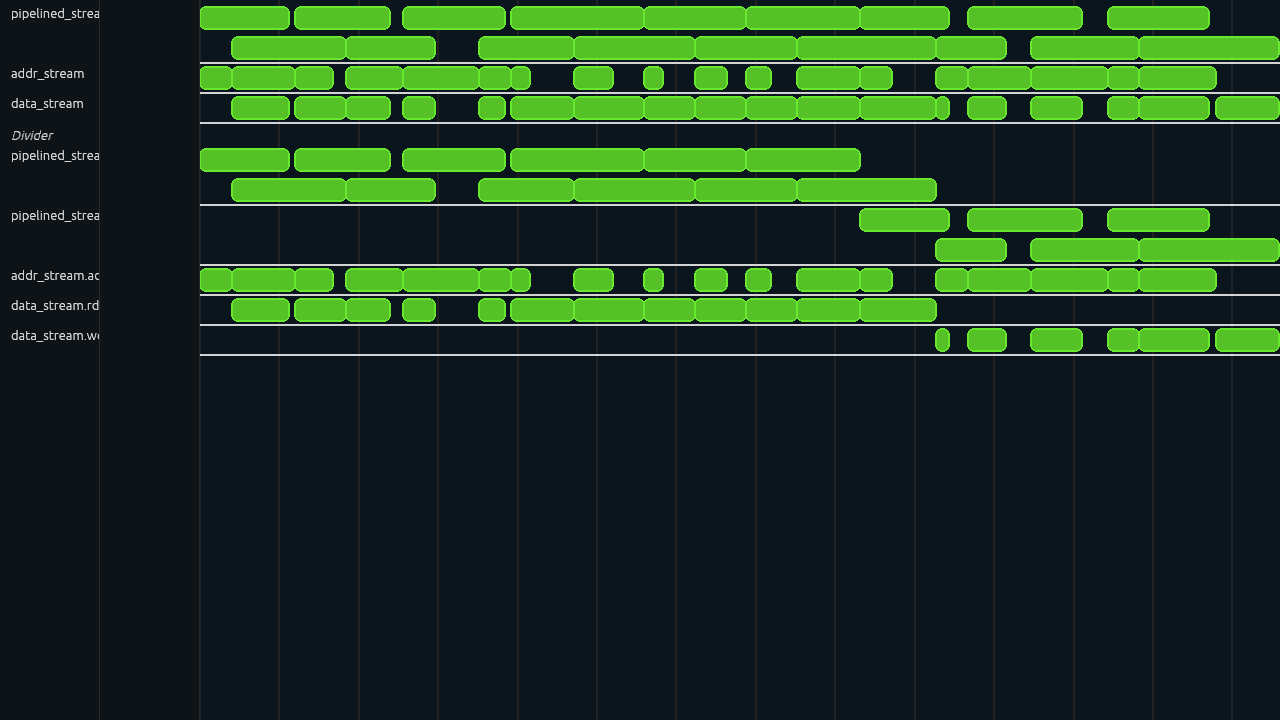 pipelined_strea
addr_stream
data_stream
Divider
pipelined_strea
pipelined_strea
addr_stream.ac
data_stream.rd
data_stream.w